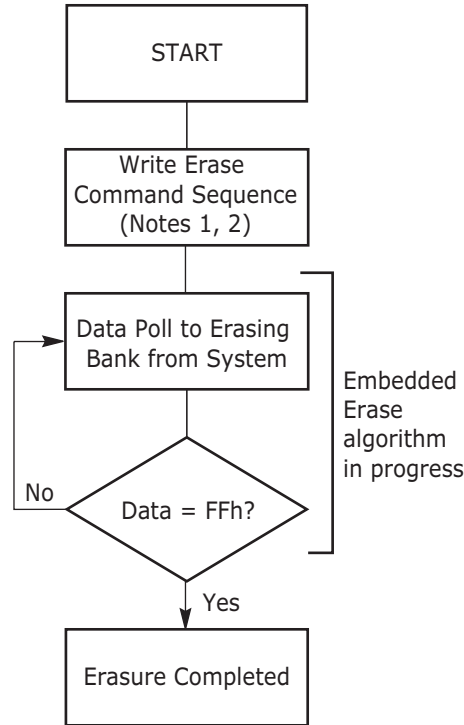 START
Write Erase
Command Sequence
(Notes 1, 2)
Data Poll to Erasing
Bank from System
Embedded
Erase
algorithm
in progress
No
Data = FFh?
Yes
Erasure Completed